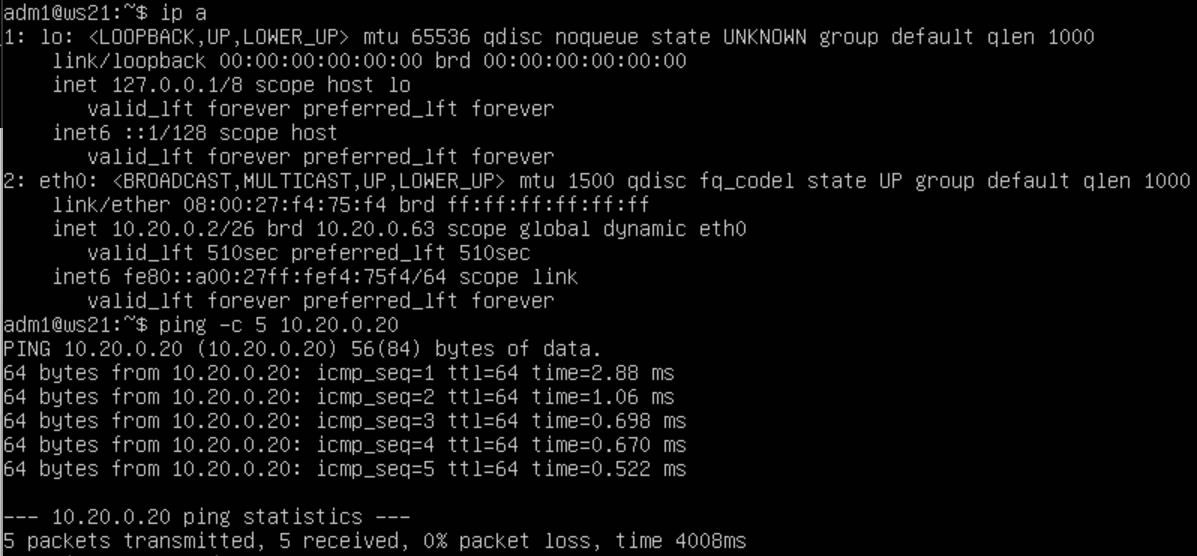 adm1@ws21:~$ ip a
1: lo: <LOOPBACK,UP,LOWER_UP> mtu 65536 qdisc noqueue state UNKNOWN group default qlen 1000
    link/loopback 00:00:00:00:00:00 brd 00:00:00:00:00:00
    inet 127.0.0.1/8 scope host lo
       valid_lft forever preferred_lft forever
    inet6 ::1/128 scope host
       valid_lft forever preferred_lft forever
2: eth0: <BROADCAST,MULTICAST,UP,LOWER_UP> mtu 1500 qdisc fq_codel state UP group default qlen 1000
    link/ether 08:00:27:f4:75:f4 brd ff:ff:ff:ff:ff:ff
    inet 10.20.0.2/26 brd 10.20.0.63 scope global dynamic eth0
       valid_lft 510sec preferred_lft 510sec
    inet6 fe80::a00:27ff:fef4:75f4/64 scope link
       valid_lft forever preferred_lft forever
adm1@ws21:~$ ping -c 5 10.20.0.20
PING 10.20.0.20 (10.20.0.20) 56(84) bytes of data.
64 bytes from 10.20.0.20: icmp_seq=1 ttl=64 time=2.88 ms
64 bytes from 10.20.0.20: icmp_seq=2 ttl=64 time=1.06 ms
64 bytes from 10.20.0.20: icmp_seq=3 ttl=64 time=0.698 ms
64 bytes from 10.20.0.20: icmp_seq=4 ttl=64 time=0.670 ms
64 bytes from 10.20.0.20: icmp_seq=5 ttl=64 time=0.522 ms
--- 10.20.0.20 ping statistics ---
5 packets transmitted, 5 received, 0% packet loss, time 4008ms